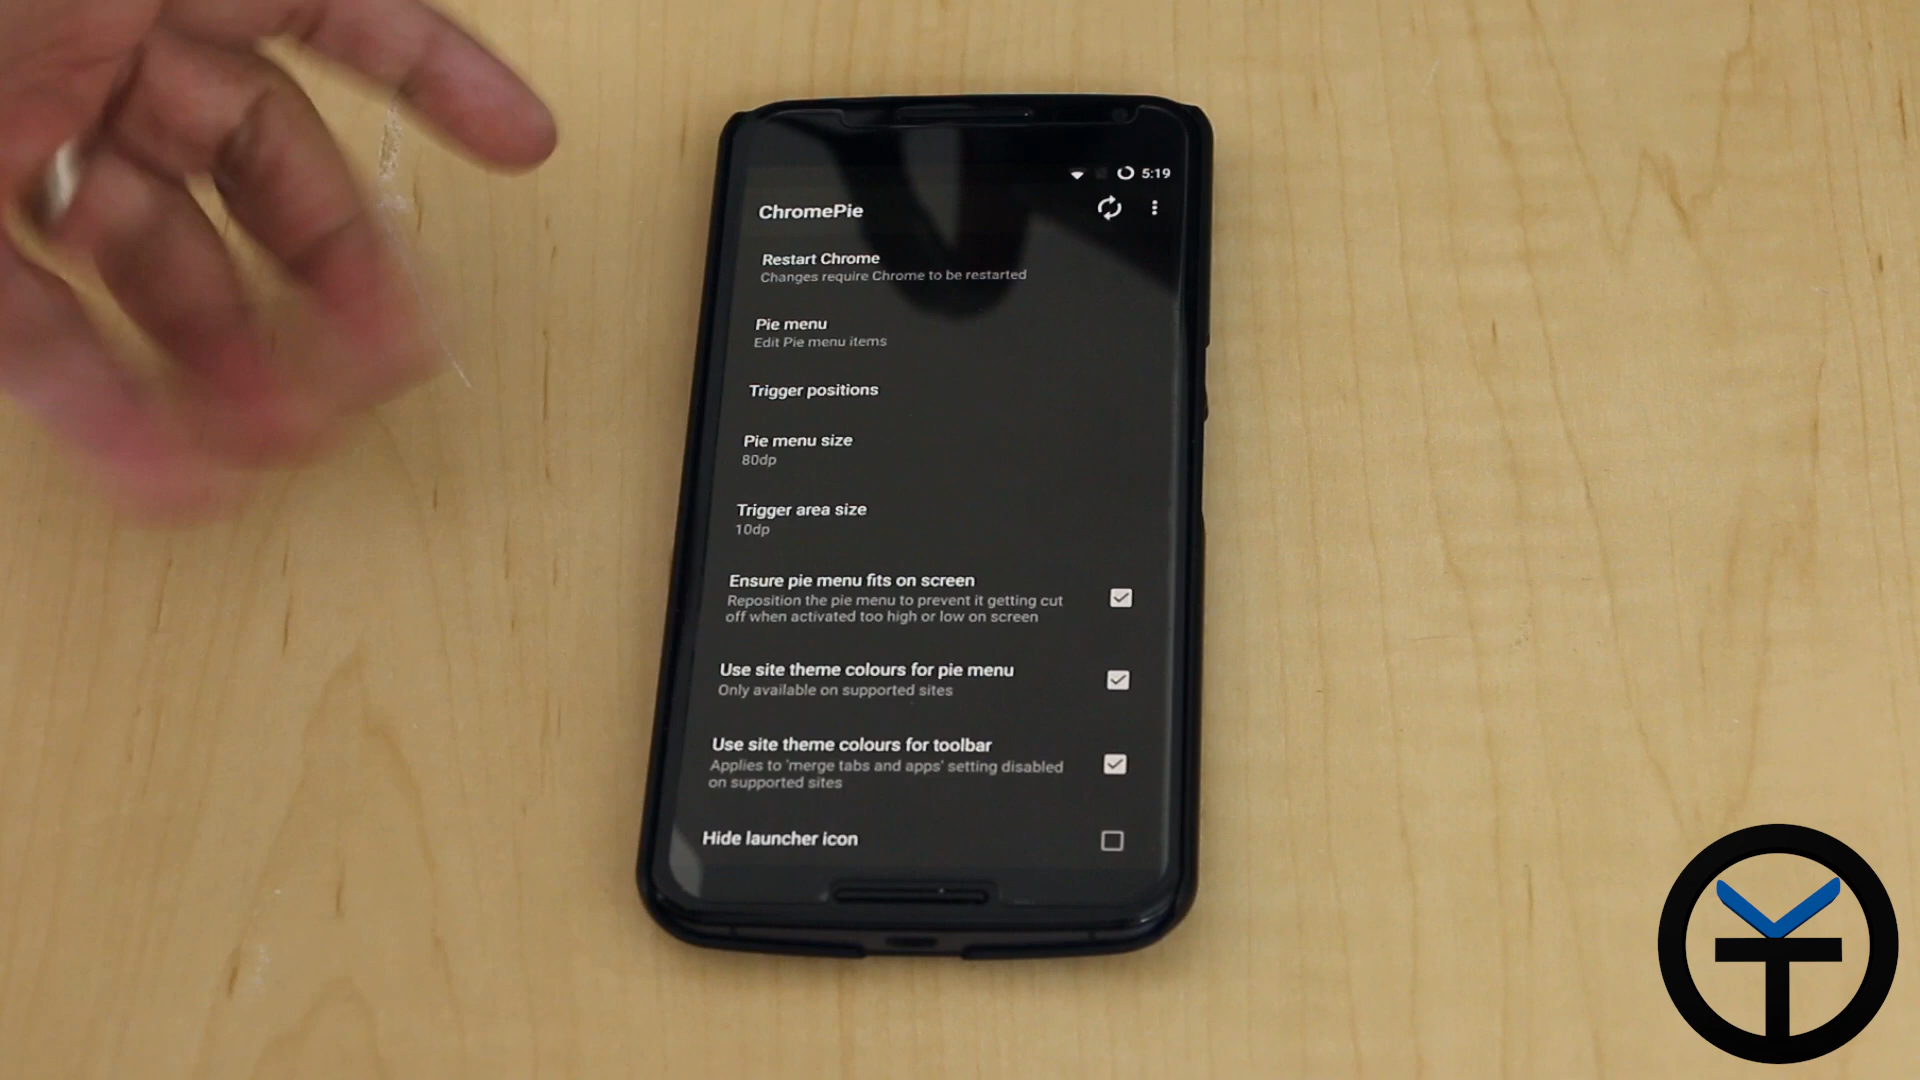 5:19
ChromePie
Restart Chrome
Changes require Chrome to be restarted
Pie menu
Edit Pie menu items
Trigger positions
Pie menu size
80dp
Trigger area size
10dp
Ensure pie menu fits on screen
Reposition the pie menu to prevent it getting cut
off when activated too high or low on screen
Use site theme colours for pie menu
Only available on supported sites
Use site theme colours for toolbar
Applies to 'merge tabs and apps' setting disabled
on supported sites
Hide launcher icon